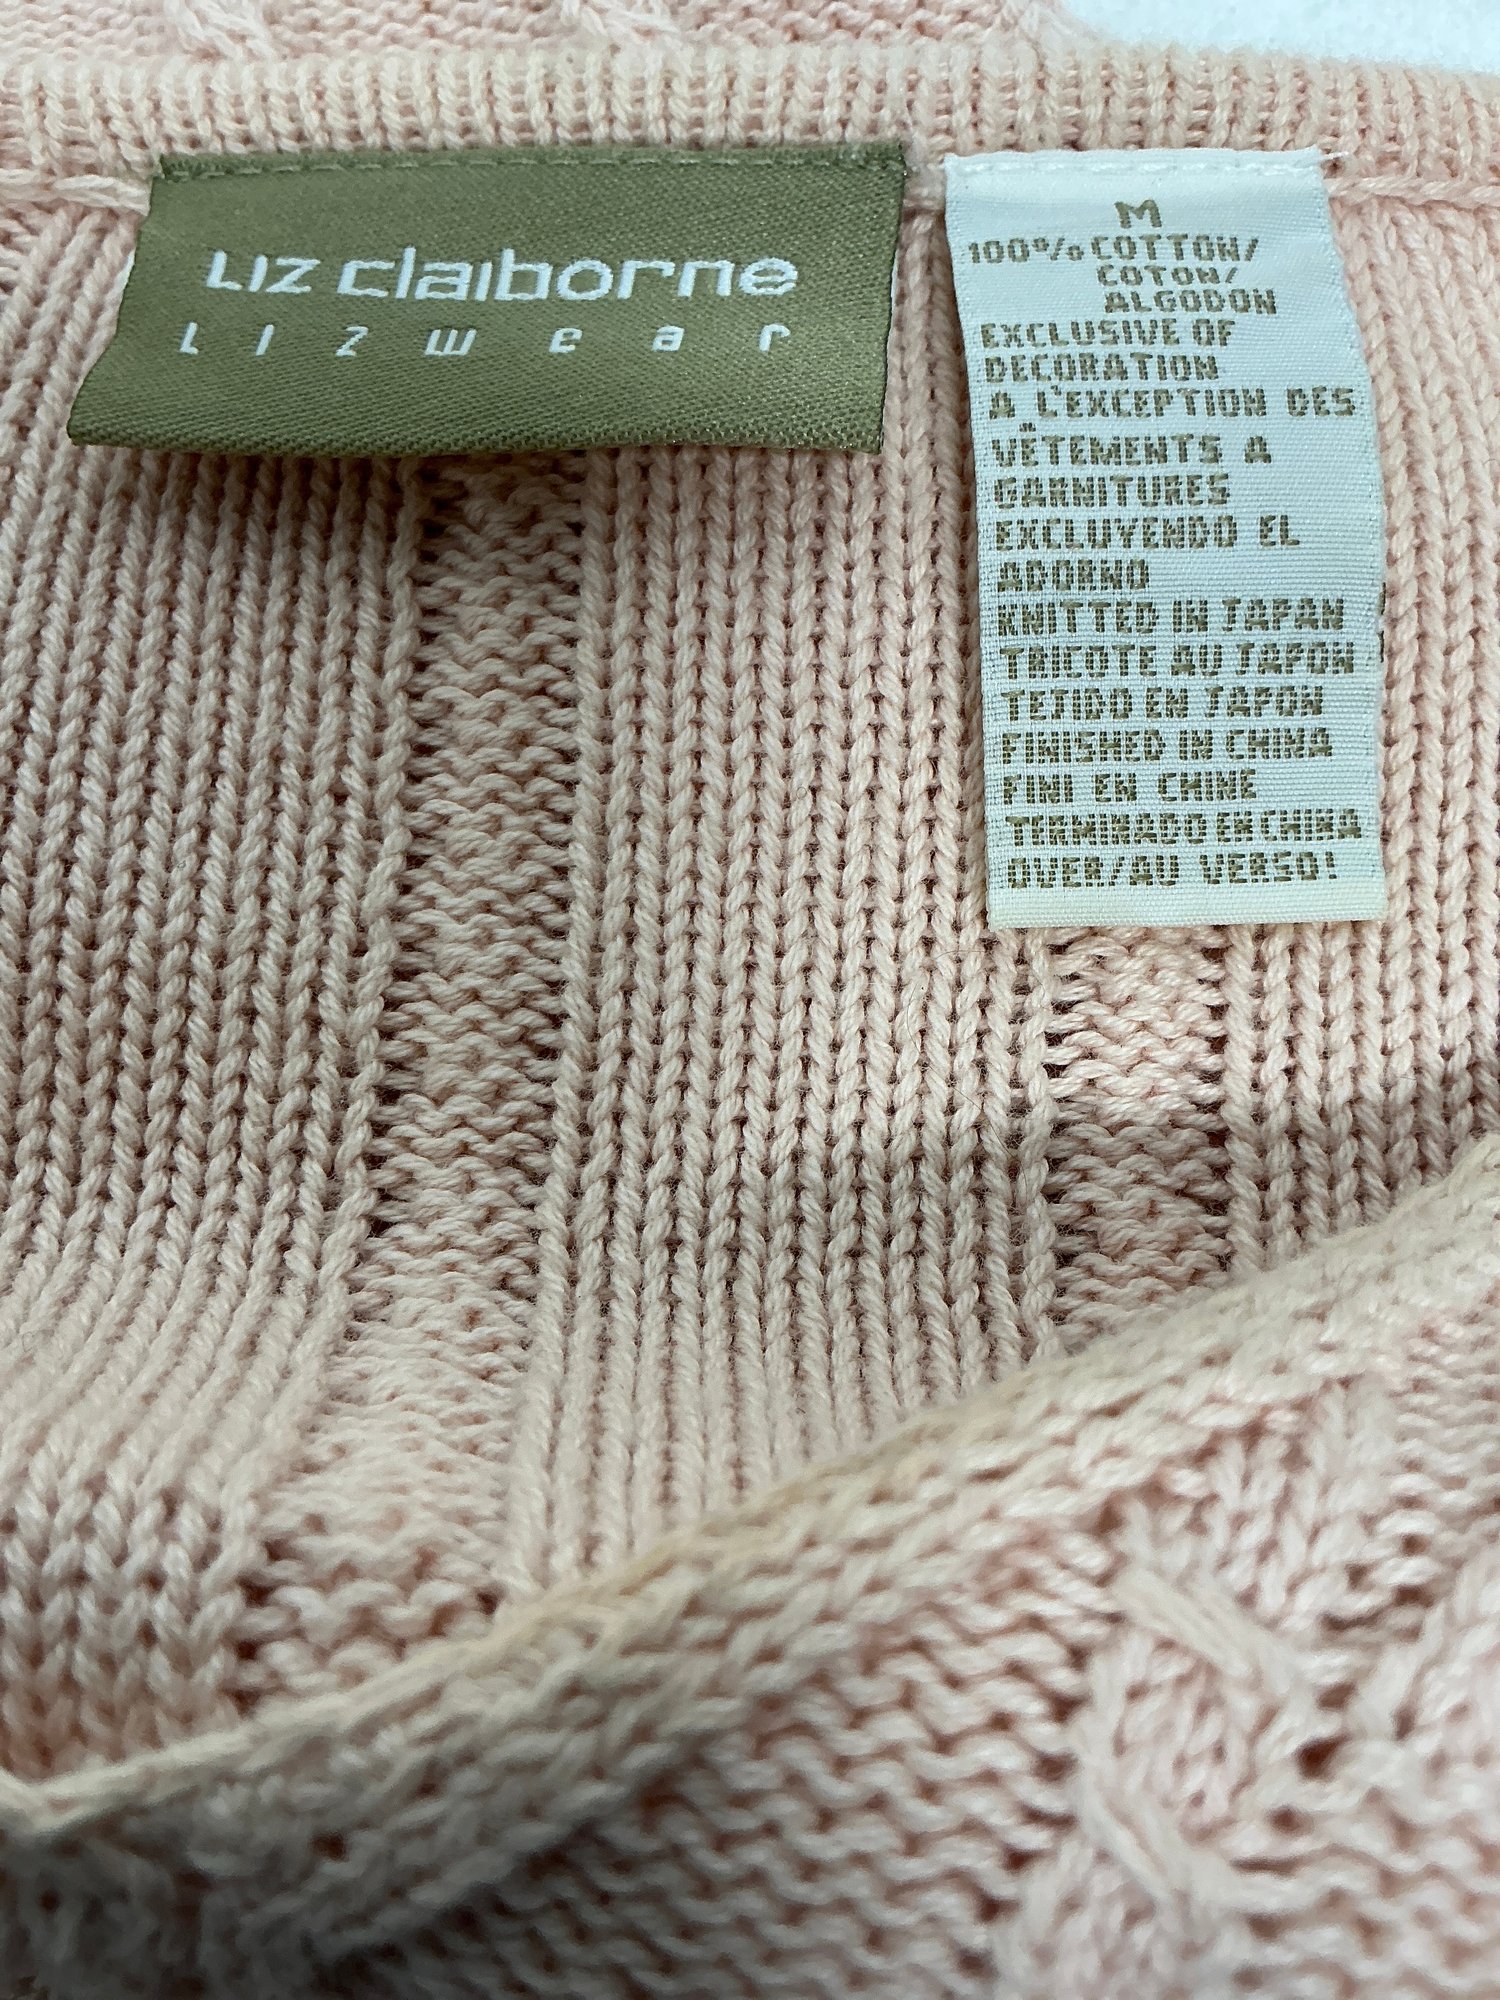 Liz claiborne
Lizwear
M
100% COTTON/
COTON/
ALGODON
EXCLUSIVE OF
DECORATION
A L'EXCEPTION DES
VÊTEMENTS A
GARNITURES
EXCLUYENDO EL
ADORNO
KNITTED IN JAPAN
TRICOTE AU JAPON
TEJIDO EN JAPON
FINISHED IN CHINA
FINI EN CHINE
TERMINADO EN CHINA
OVER/AU VERSO!